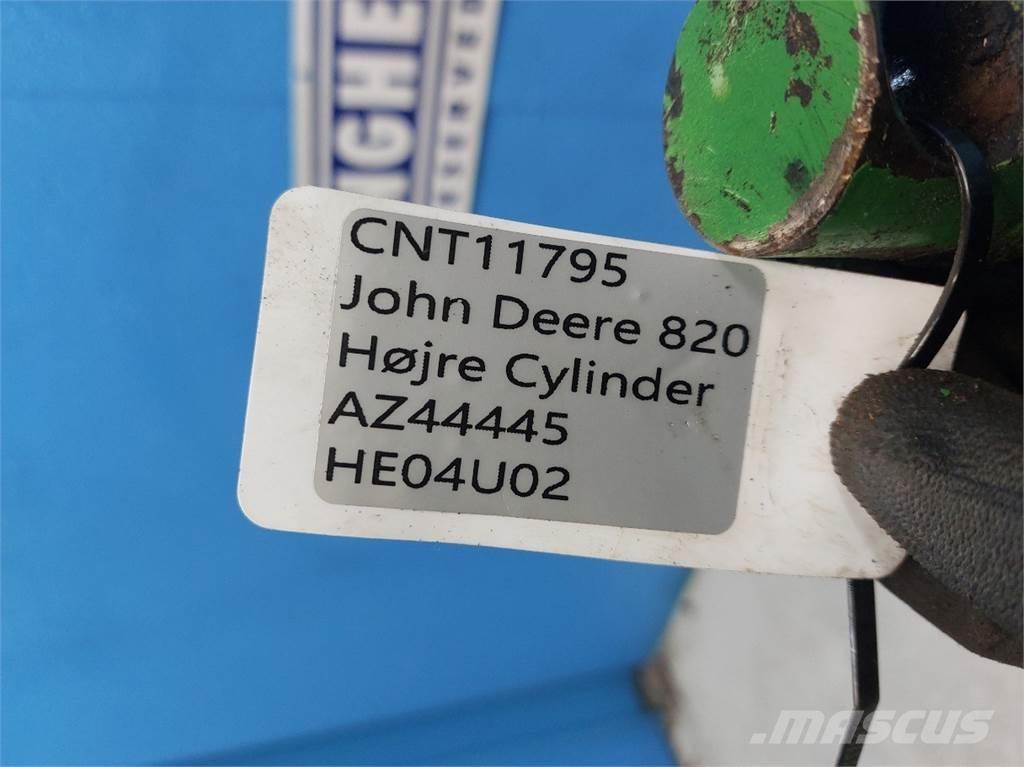 CNT11795
John Deere 820
Højre Cylinder
AZ44445
HE04U02
MASCUS